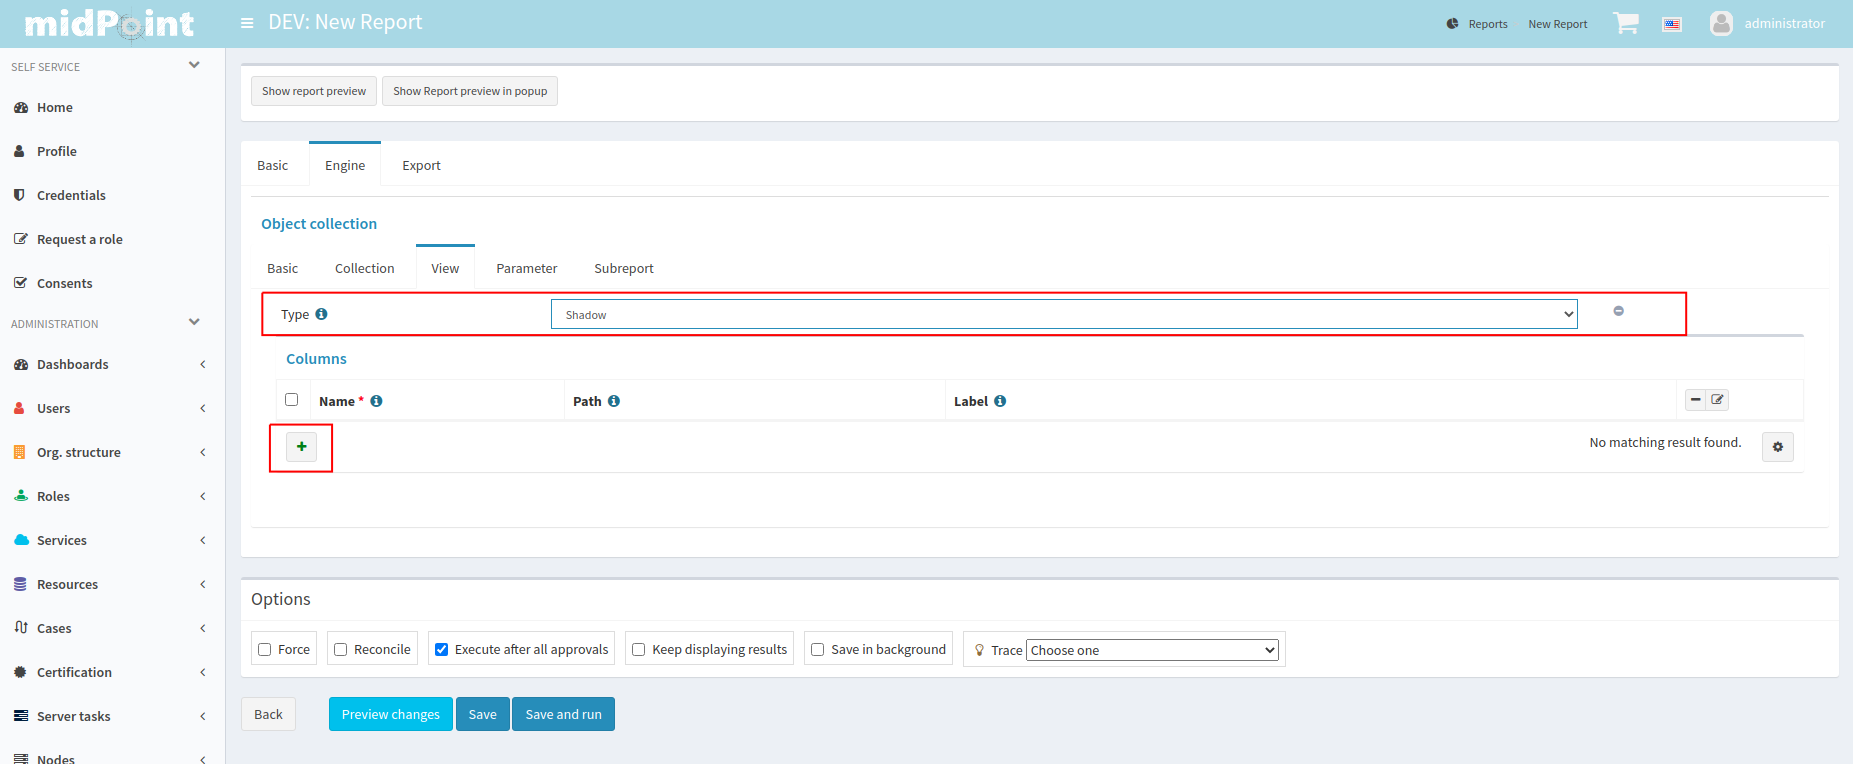 midPoint
DEV: New Report
Reports
New Report
administrator
SELF SERVICE
Home
Profile
Credentials
Request a role
Consents
ADMINISTRATION
Dashboards
Users
Org. structure
Roles
Services
Resources
Cases
Certification
Server tasks
Nodes
Show report preview
Show Report preview in popup
Basic
Engine
Export
Object collection
Basic
Collection
View
Parameter
Subreport
Type
Shadow
Columns
Name *
Path
Label
No matching result found.
Options
Force
Reconcile
Execute after all approvals
Keep displaying results
Save in background
Trace
Choose one
Back
Preview changes
Save
Save and run